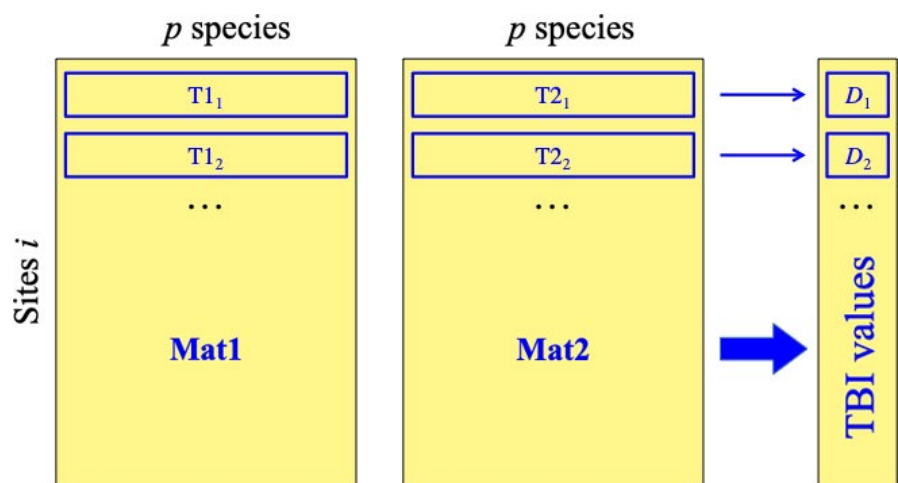 p species p species
T1₁ T2₁ D₁
T1₂ T2₂ D₂
... ... ...
Sites i
Mat1 Mat2
TBI values